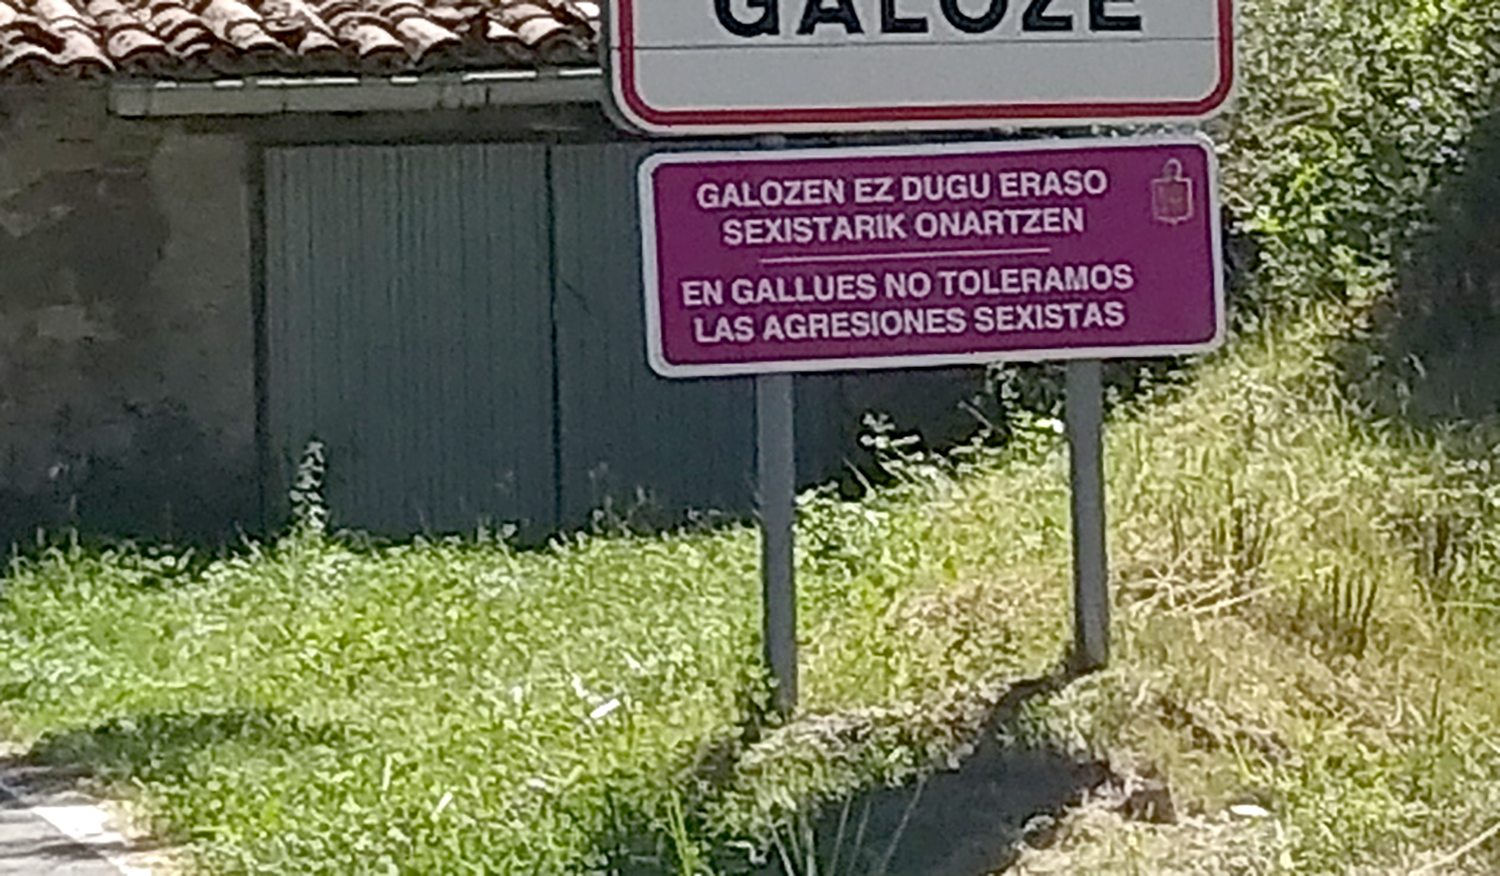 GALOZE
GALOZEN EZ DUGU ERASO
SEXISTARIK ONARTZEN
EN GALLUES NO TOLERAMOS
LAS AGRESIONES SEXISTAS